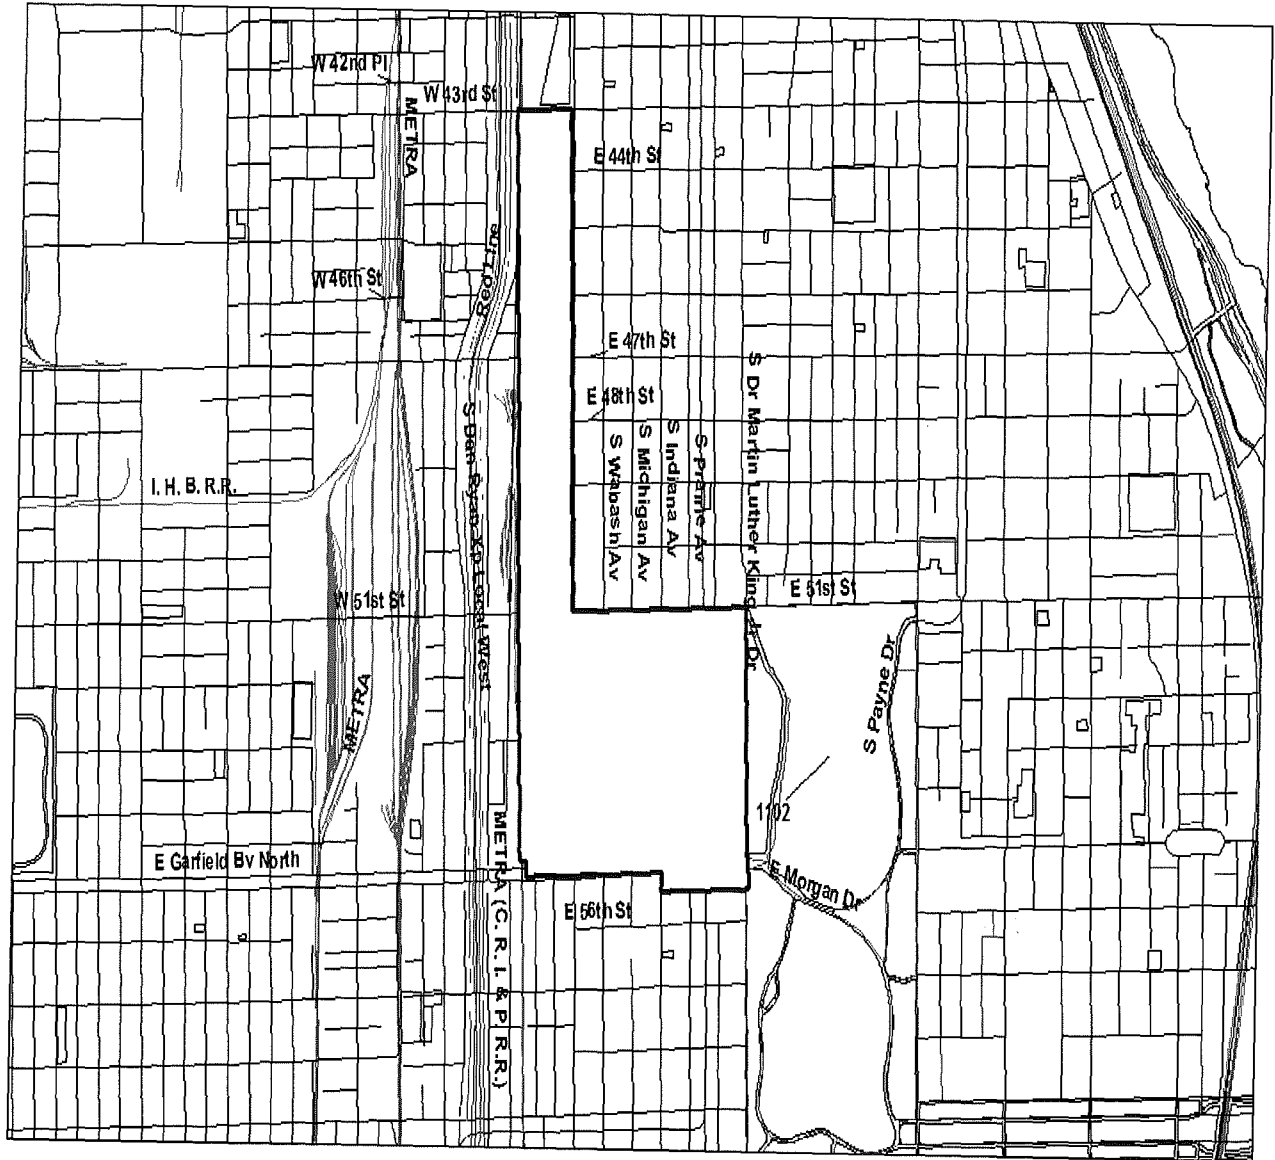 W 42nd Pl
W 43rd St
METRA
E 44th St
Red Line
W 46th St
E 47th St
E 48th St
S Dan Ryan Xp Local West
S Wabash Av
S Michigan Av
S Indiana Av
S Prairie Av
S Dr Martin Luther King Jr Dr
I. H. B. R.R.
W 51st St
E 51st St
METRA
S Payne Dr
1102
METRA (C. R. I. & P. R.R.)
E Garfield Bv North
E Morgan Dr
E 56th St